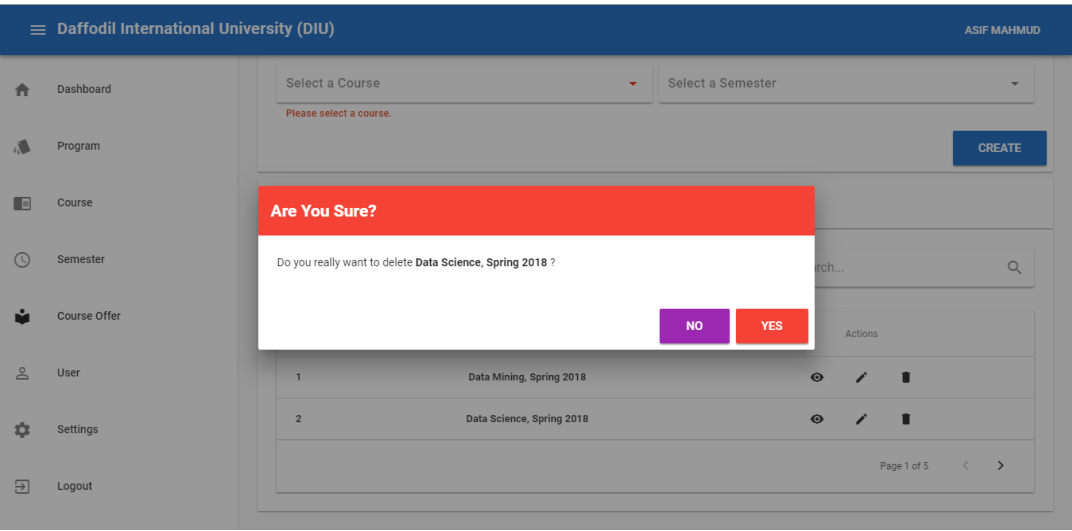 Daffodil International University (DIU)
ASIF MAHMUD
Dashboard
Program
Course
Semester
Course Offer
User
Settings
Logout
Select a Course
Select a Semester
Please select a course.
CREATE
Are You Sure?
Do you really want to delete Data Science, Spring 2018 ?
NO
YES
Actions
1 Data Mining, Spring 2018
2 Data Science, Spring 2018
Page 1 of 5